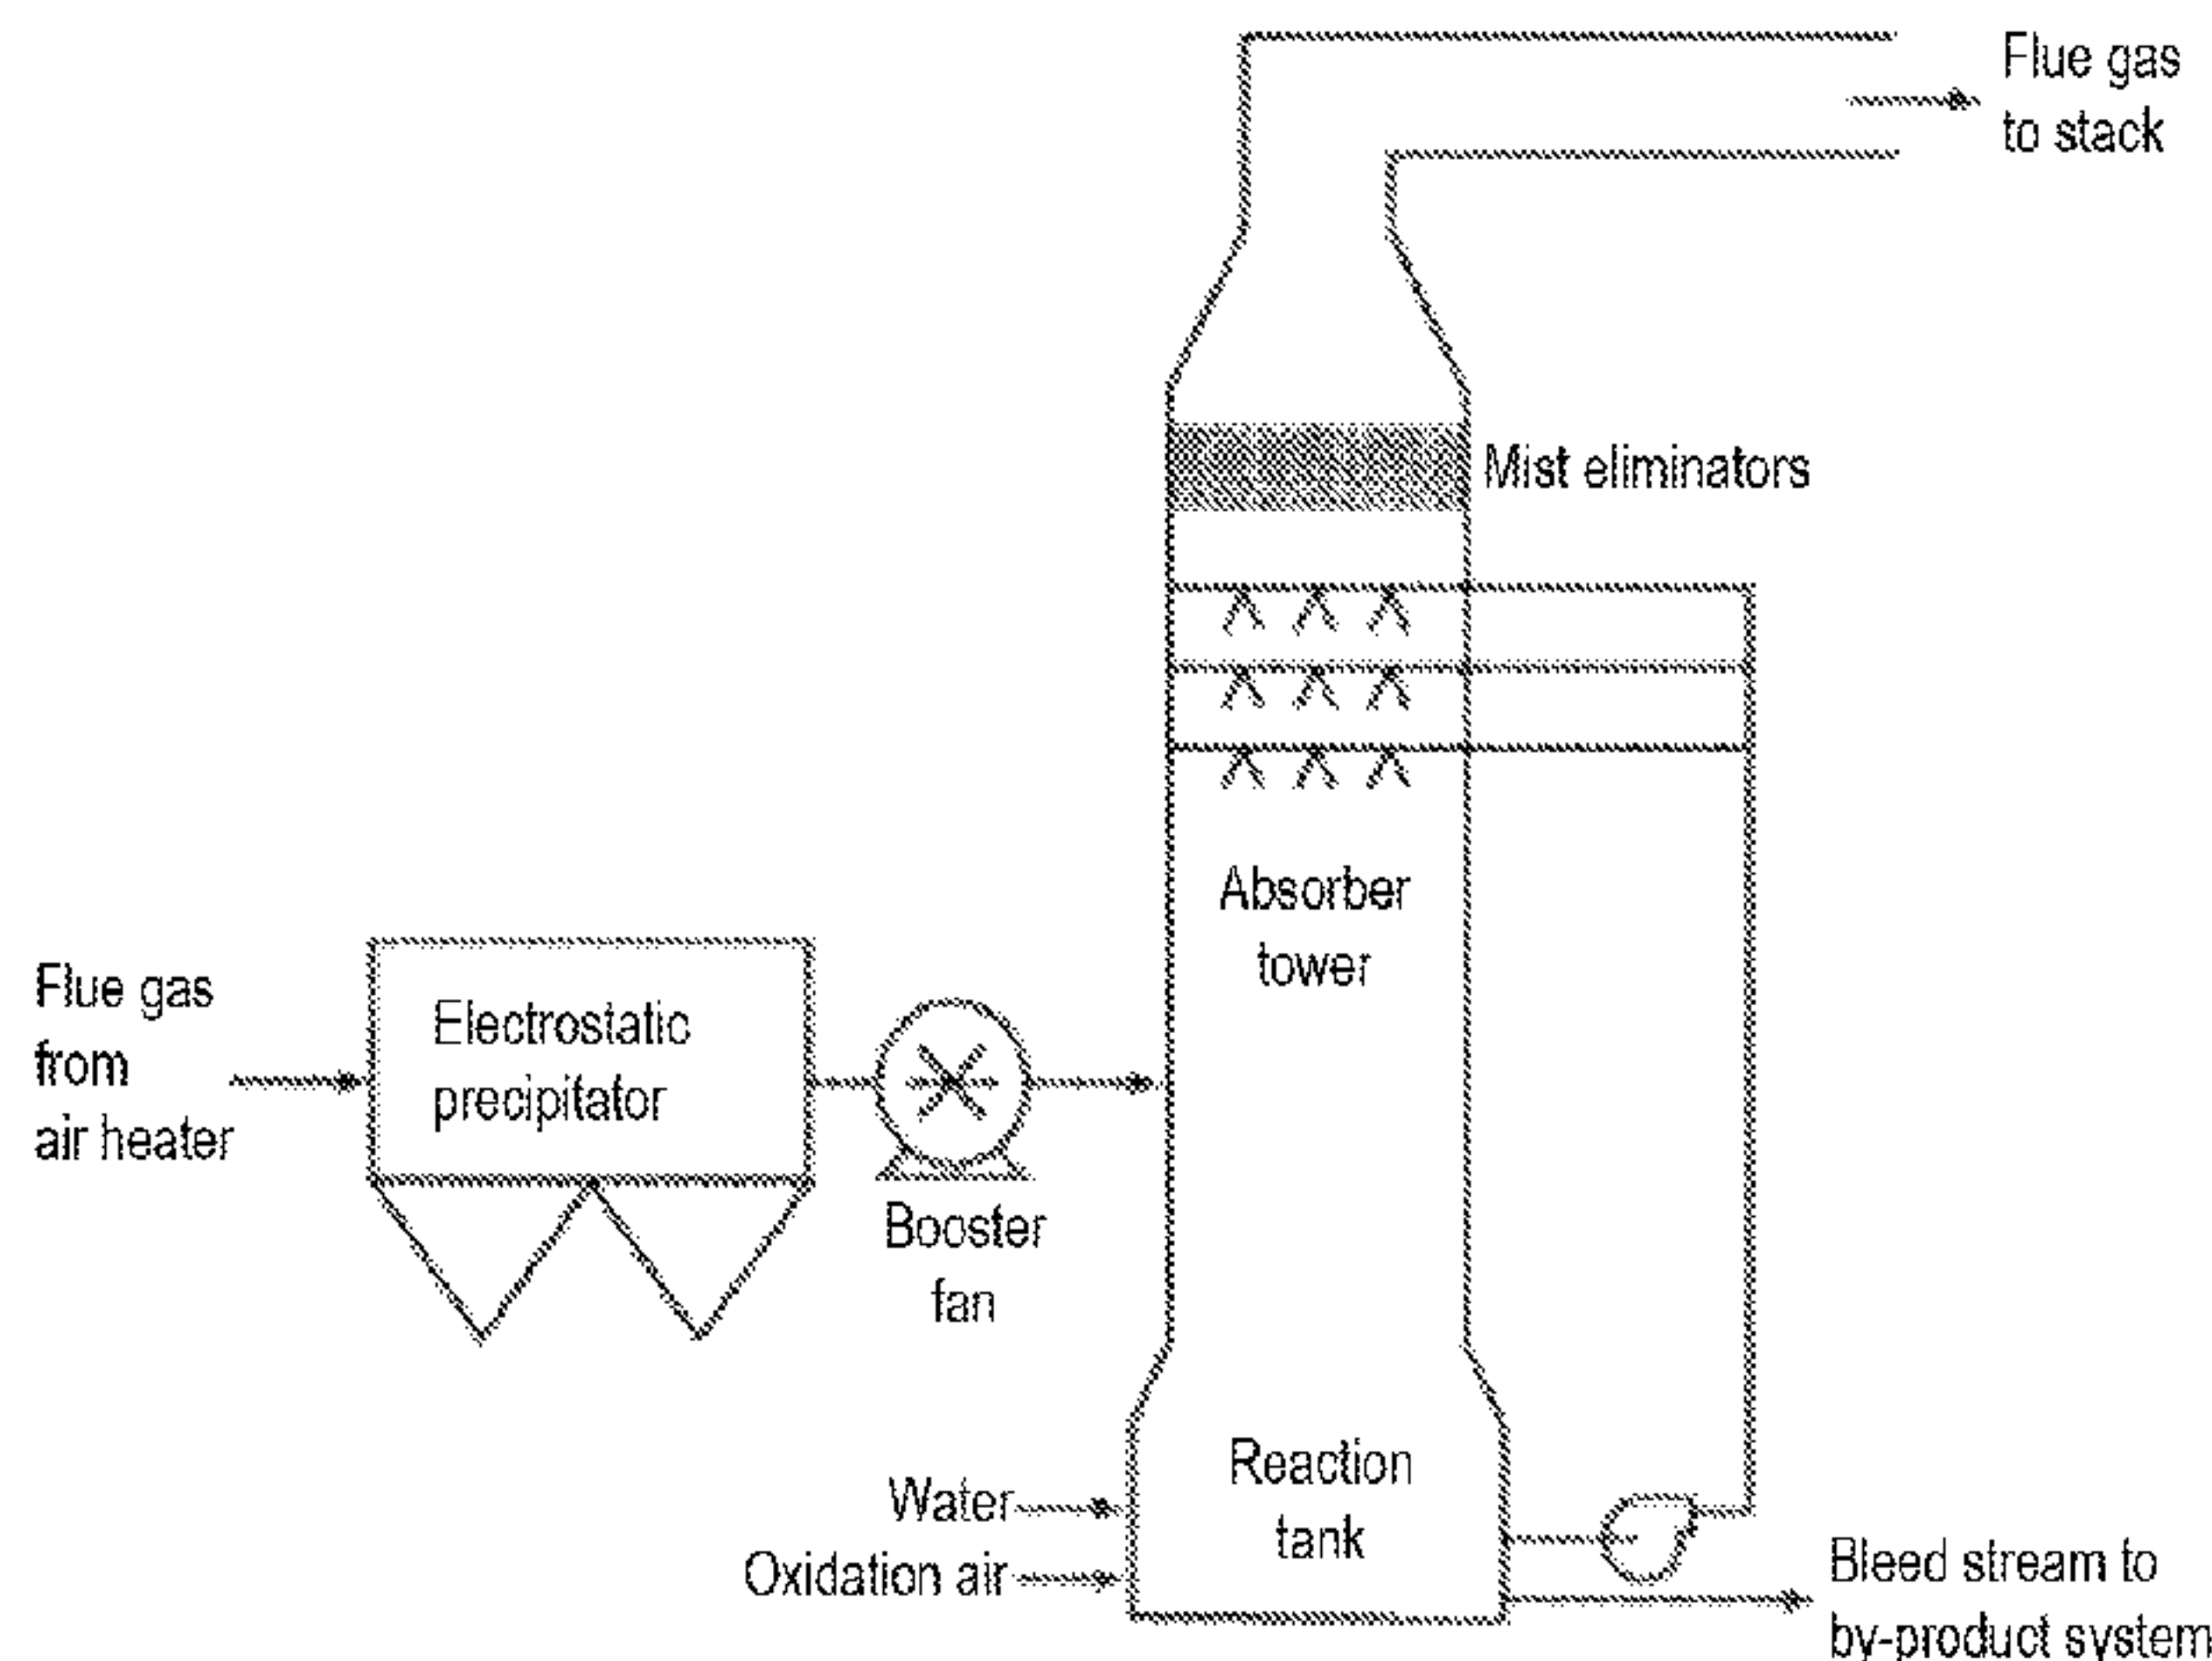 Flue gas
to stack
Mist eliminators
Absorber
tower
Flue gas
from
air heater
Electrostatic
precipitator
Booster
fan
Reaction
tank
Water
Oxidation air
Bleed stream to
by-product system